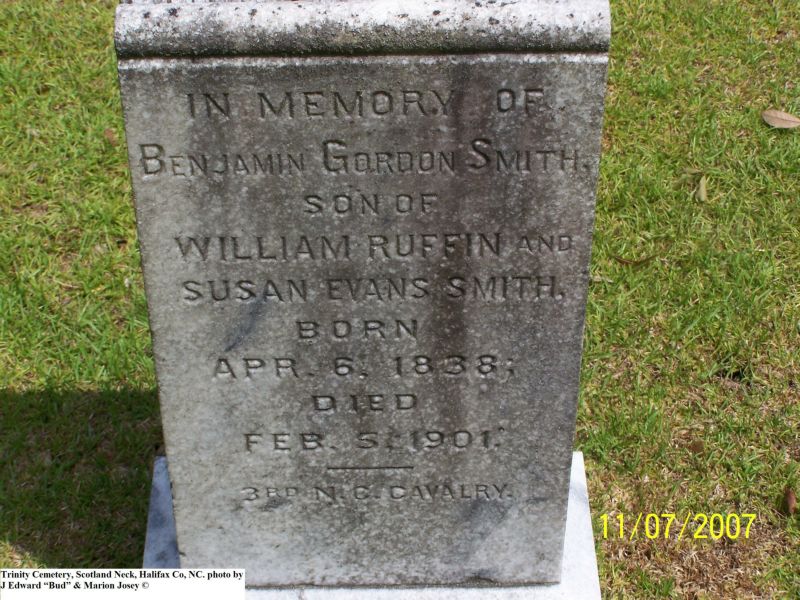 IN MEMORY OF
BENJAMIN GORDON SMITH.
SON OF
WILLIAM RUFFIN AND
SUSAN EVANS SMITH.
BORN
APR. 6. 1838;
DIED
FEB. 5. 1901.
3RD N.C. CAVALRY.
11/07/2007
Trinity Cemetery, Scotland Neck, Halifax Co, NC. photo by
J Edward “Bud” & Marion Josey ©